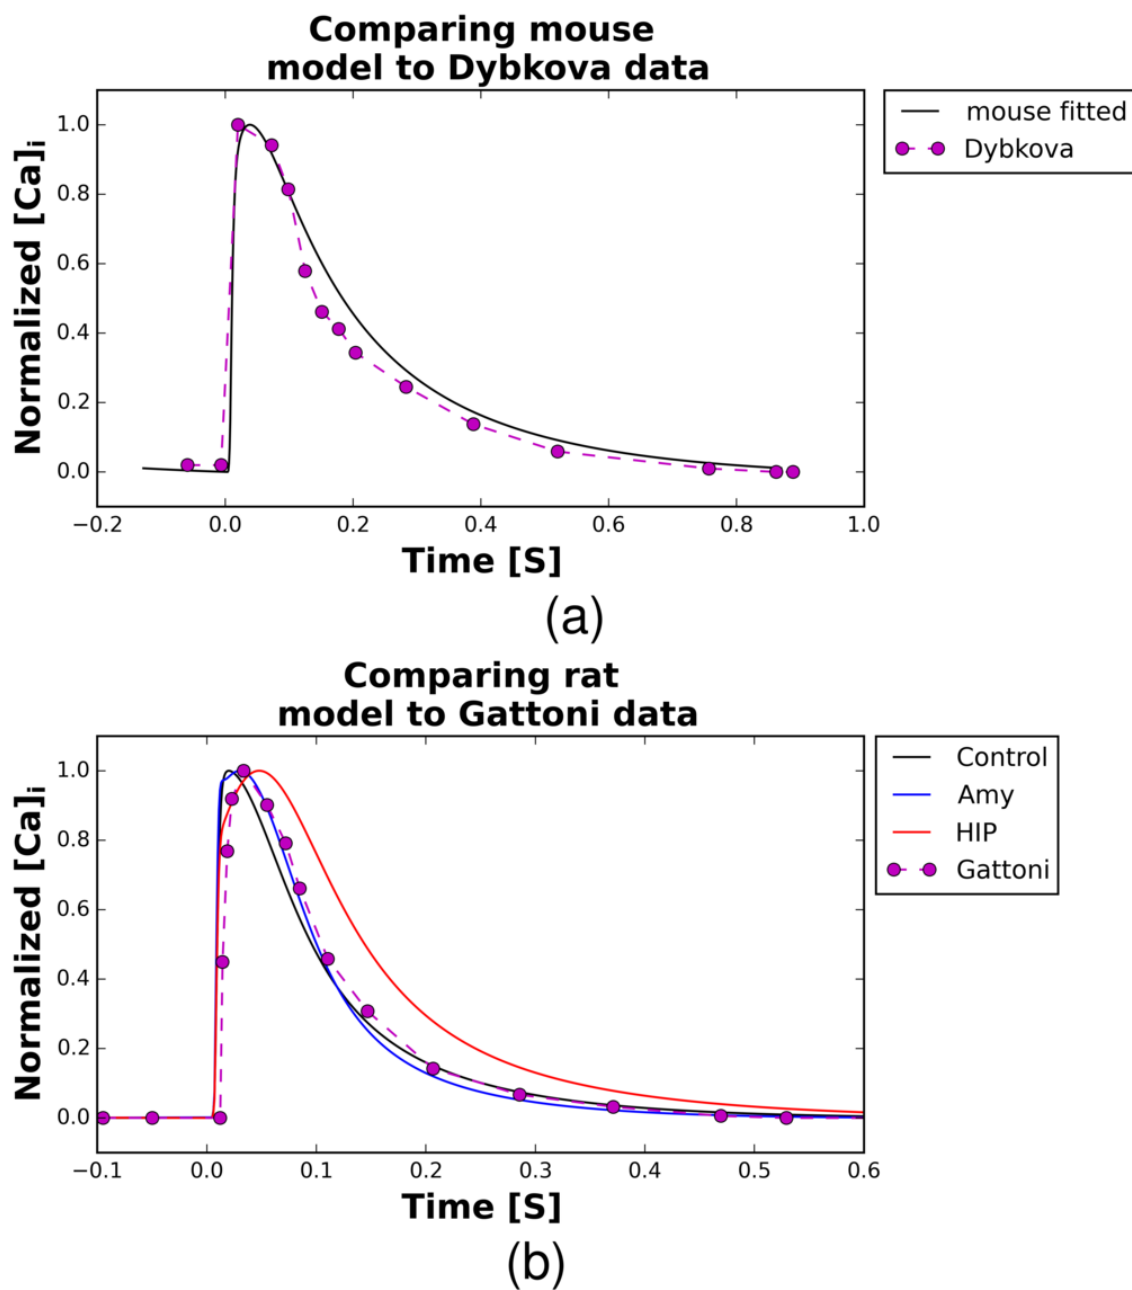 Comparing mouse
model to Dybkova data
Normalized [Ca]i
1.0
0.8
0.6
0.4
0.2
0.0
−0.2 0.0 0.2 0.4 0.6 0.8 1.0
Time [S]
mouse fitted
Dybkova
(a)
Comparing rat
model to Gattoni data
Normalized [Ca]i
1.0
0.8
0.6
0.4
0.2
0.0
−0.1 0.0 0.1 0.2 0.3 0.4 0.5 0.6
Time [S]
Control
Amy
HIP
Gattoni
(b)